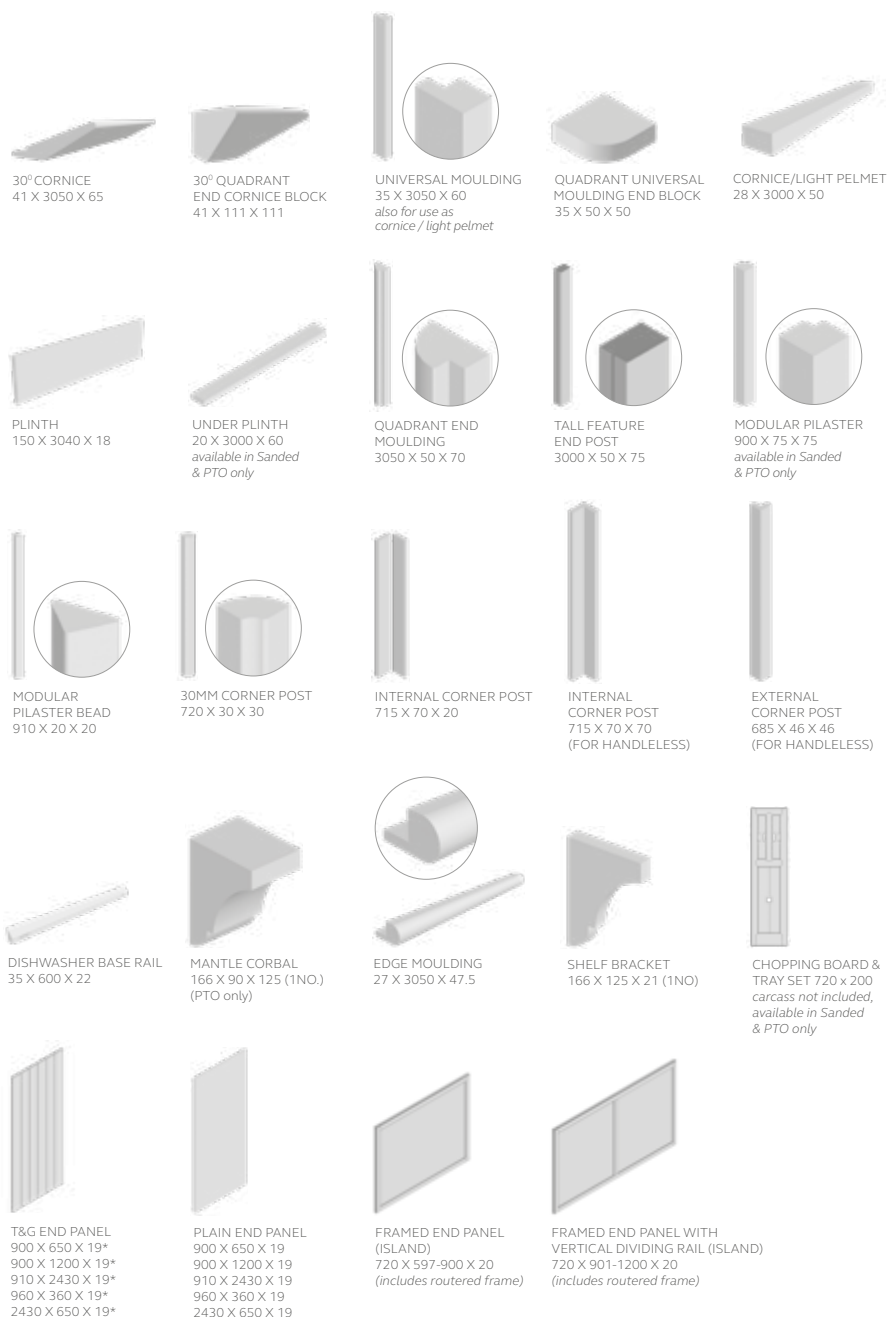 30° CORNICE
41 X 3050 X 65
30° QUADRANT
END CORNICE BLOCK
41 X 111 X 111
UNIVERSAL MOULDING
35 X 3050 X 60
also for use as
cornice / light pelmet
QUADRANT UNIVERSAL
MOULDING END BLOCK
35 X 50 X 50
CORNICE/LIGHT PELMET
28 X 3000 X 50
PLINTH
150 X 3040 X 18
UNDER PLINTH
20 X 3000 X 60
available in Sanded
& PTO only
QUADRANT END
MOULDING
3050 X 50 X 70
TALL FEATURE
END POST
3000 X 50 X 75
MODULAR PILASTER
900 X 75 X 75
available in Sanded
& PTO only
MODULAR
PILASTER BEAD
910 X 20 X 20
30MM CORNER POST
720 X 30 X 30
INTERNAL CORNER POST
715 X 70 X 20
INTERNAL
CORNER POST
715 X 70 X 70
(FOR HANDLELESS)
EXTERNAL
CORNER POST
685 X 46 X 46
(FOR HANDLELESS)
DISHWASHER BASE RAIL
35 X 600 X 22
MANTLE CORBAL
166 X 90 X 125 (1NO.)
(PTO only)
EDGE MOULDING
27 X 3050 X 47.5
SHELF BRACKET
166 X 125 X 21 (1NO)
CHOPPING BOARD &
TRAY SET 720 x 200
carcass not included,
available in Sanded
& PTO only
T&G END PANEL
900 X 650 X 19*
900 X 1200 X 19*
910 X 2430 X 19*
960 X 360 X 19*
2430 X 650 X 19*
PLAIN END PANEL
900 X 650 X 19
900 X 1200 X 19
910 X 2430 X 19
960 X 360 X 19
2430 X 650 X 19
FRAMED END PANEL
(ISLAND)
720 X 597-900 X 20
(includes routered frame)
FRAMED END PANEL WITH
VERTICAL DIVIDING RAIL (ISLAND)
720 X 901-1200 X 20
(includes routered frame)